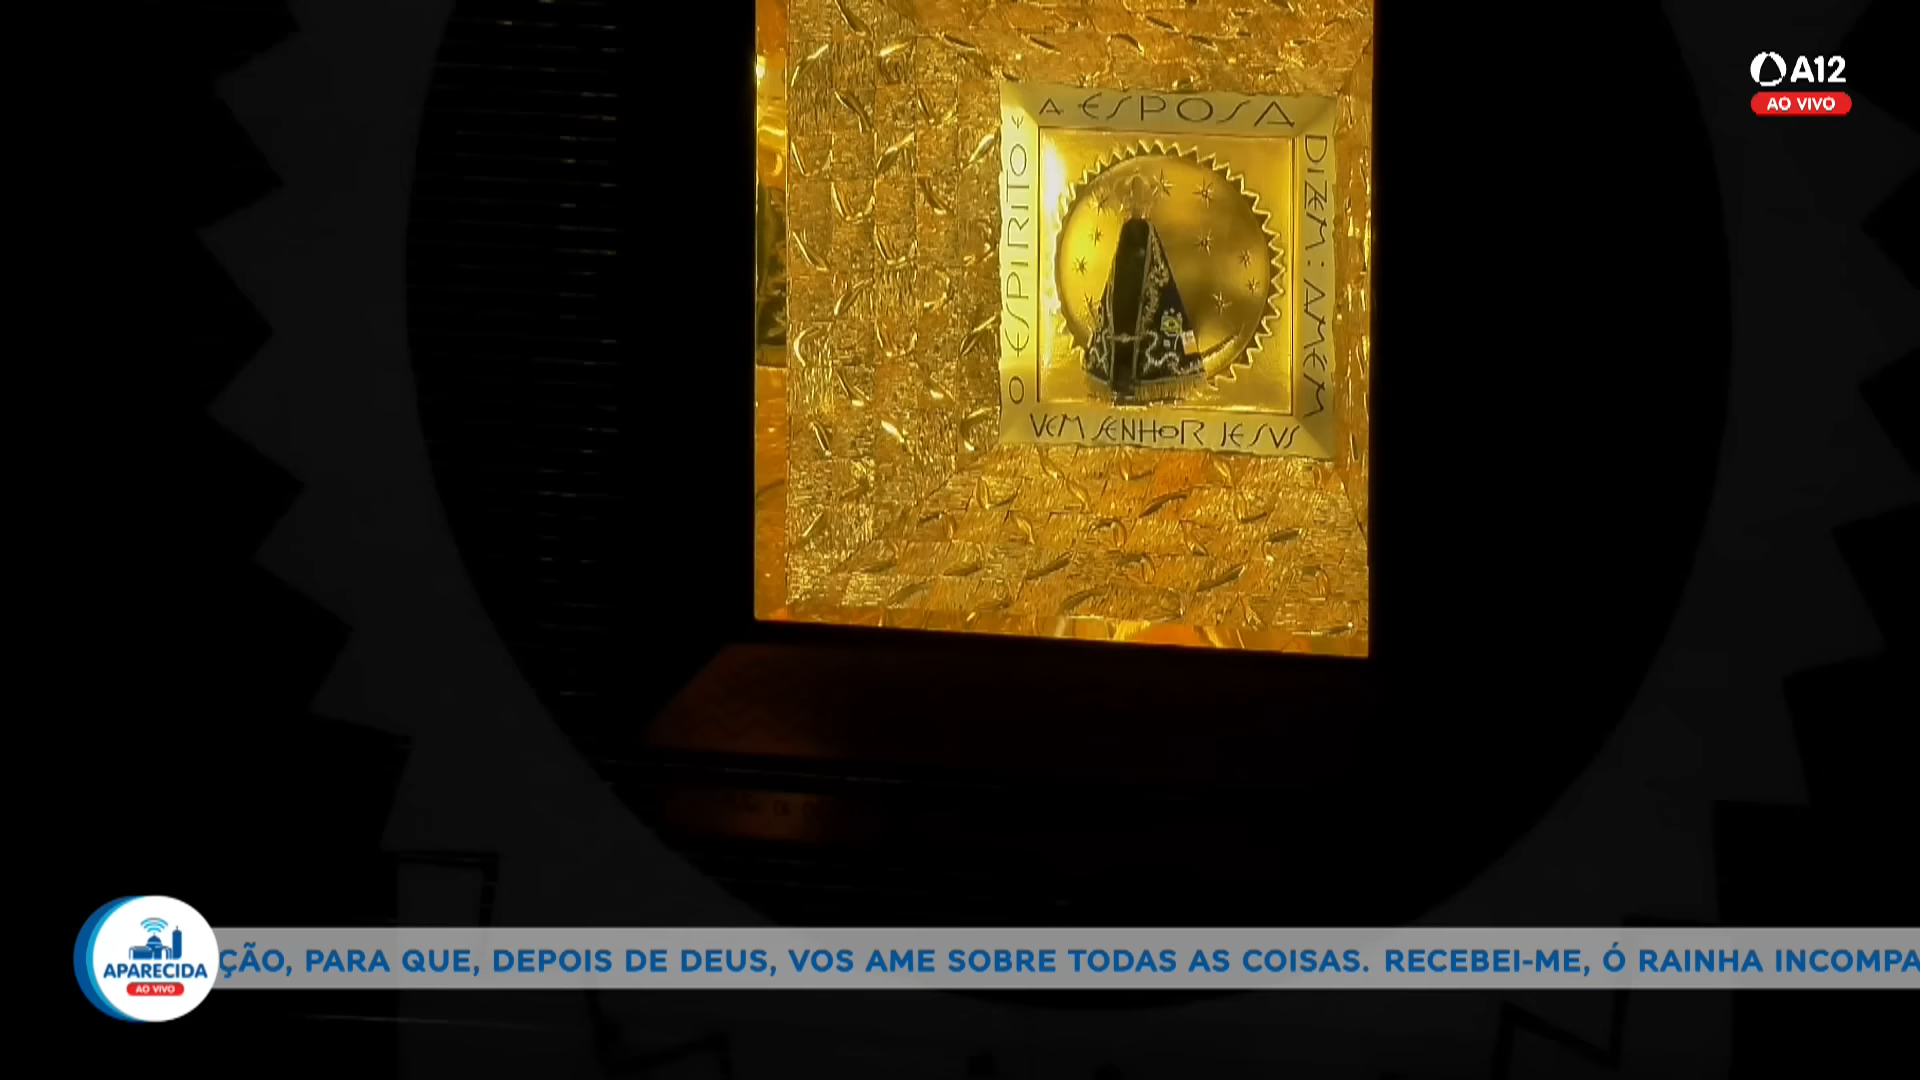 A12
AO VIVO
A ESPOSA
DIZEM: AMÉM
O ESPIRITO E
VEM SENHOR JESUS
APARECIDA
AO VIVO
ÇÃO, PARA QUE, DEPOIS DE DEUS, VOS AME SOBRE TODAS AS COISAS. RECEBEI-ME, Ó RAINHA INCOMPA